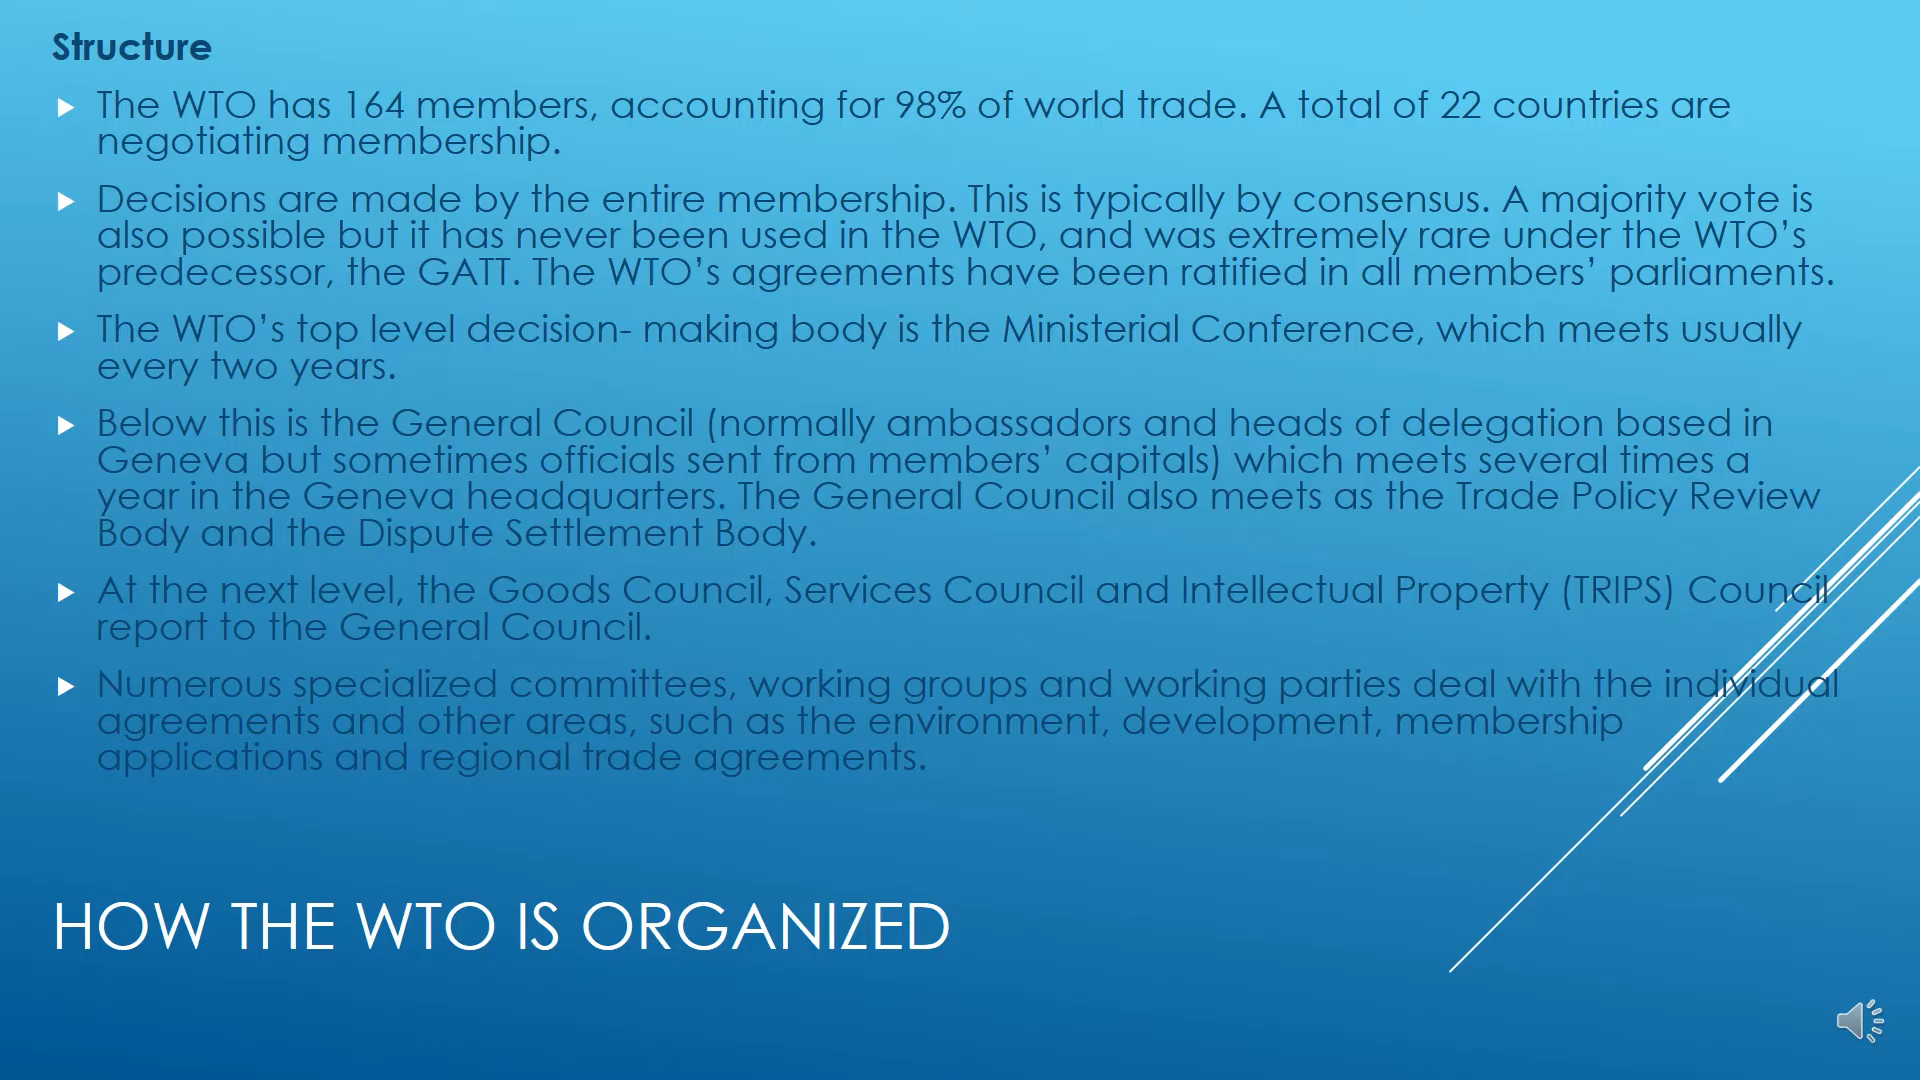 Structure
The WTO has 164 members, accounting for 98% of world trade. A total of 22 countries are
negotiating membership.
Decisions are made by the entire membership. This is typically by consensus. A majority vote is
also possible but it has never been used in the WTO, and was extremely rare under the WTO’s
predecessor, the GATT. The WTO’s agreements have been ratified in all members’ parliaments.
The WTO’s top level decision- making body is the Ministerial Conference, which meets usually
every two years.
Below this is the General Council (normally ambassadors and heads of delegation based in
Geneva but sometimes officials sent from members’ capitals) which meets several times a
year in the Geneva headquarters. The General Council also meets as the Trade Policy Review
Body and the Dispute Settlement Body.
At the next level, the Goods Council, Services Council and Intellectual Property (TRIPS) Council
report to the General Council.
Numerous specialized committees, working groups and working parties deal with the individual
agreements and other areas, such as the environment, development, membership
applications and regional trade agreements.
HOW THE WTO IS ORGANIZED